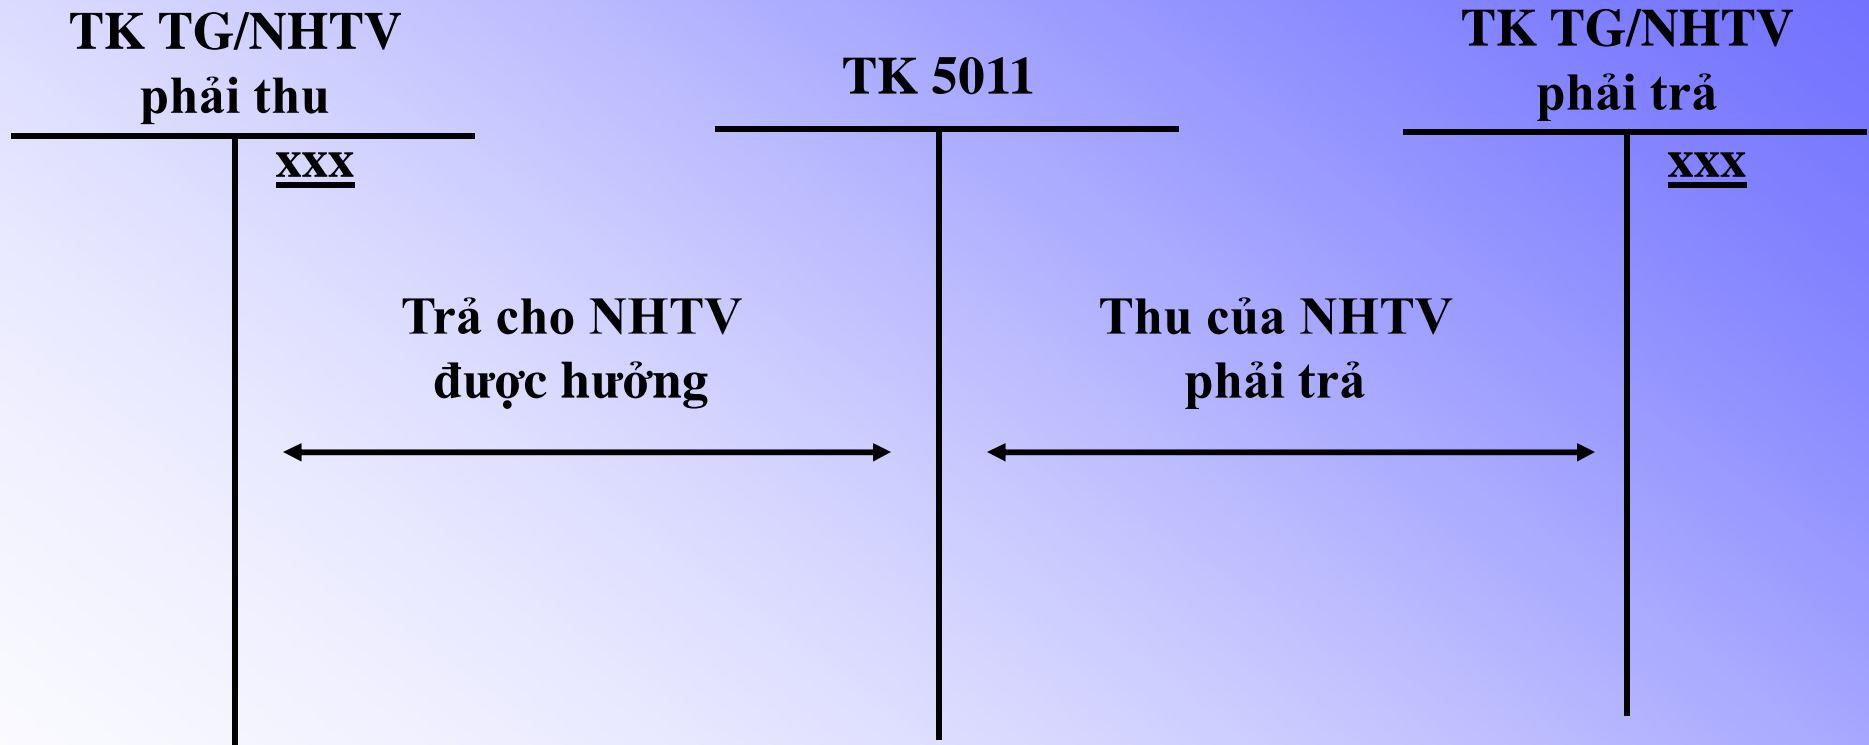 TK TG/NHTV
phải thu
xxx
TK 5011
TK TG/NHTV
phải trả
xxx
Trả cho NHTV
được hưởng
Thu của NHTV
phải trả